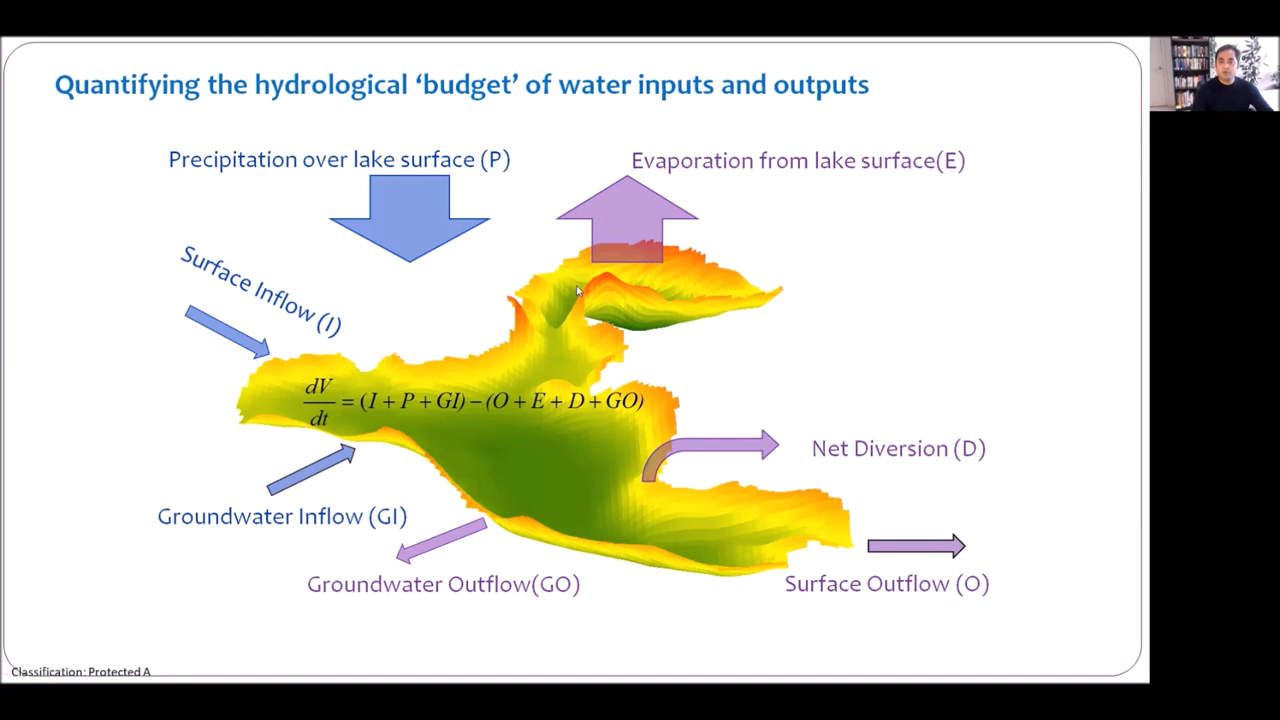 Quantifying the hydrological ‘budget’ of water inputs and outputs
Precipitation over lake surface (P)
Evaporation from lake surface(E)
Surface Inflow (I)
dV/dt = (I + P + GI) − (O + E + D + GO)
Net Diversion (D)
Groundwater Inflow (GI)
Groundwater Outflow(GO)
Surface Outflow (O)
Classification: Protected A